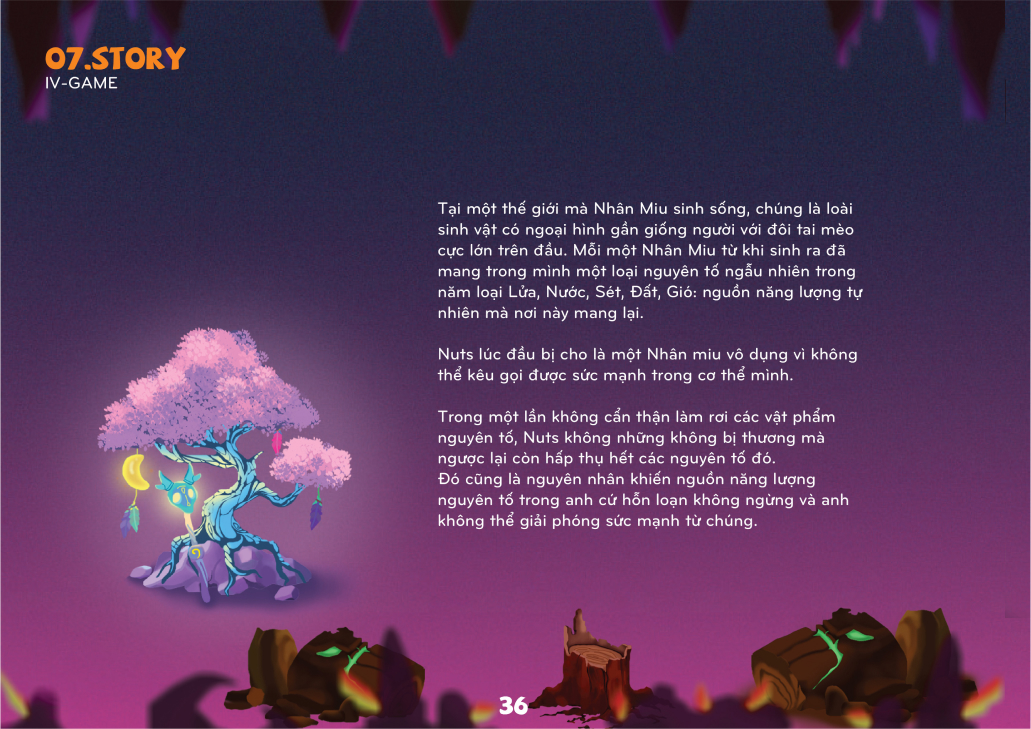 07.STORY
IV-GAME
Tại một thế giới mà Nhân Miu sinh sống, chúng là loài
sinh vật có ngoại hình gần giống người với đôi tai mèo
cực lớn trên đầu. Mỗi một Nhân Miu từ khi sinh ra đã
mang trong mình một loại nguyên tố ngẫu nhiên trong
năm loại Lửa, Nước, Sét, Đất, Gió: nguồn năng lượng tự
nhiên mà nơi này mang lại.
Nuts lúc đầu bị cho là một Nhân miu vô dụng vì không
thể kêu gọi được sức mạnh trong cơ thể mình.
Trong một lần không cẩn thận làm rơi các vật phẩm
nguyên tố, Nuts không những không bị thương mà
ngược lại còn hấp thụ hết các nguyên tố đó.
Đó cũng là nguyên nhân khiến nguồn năng lượng
nguyên tố trong anh cứ hỗn loạn không ngừng và anh
không thể giải phóng sức mạnh từ chúng.
36